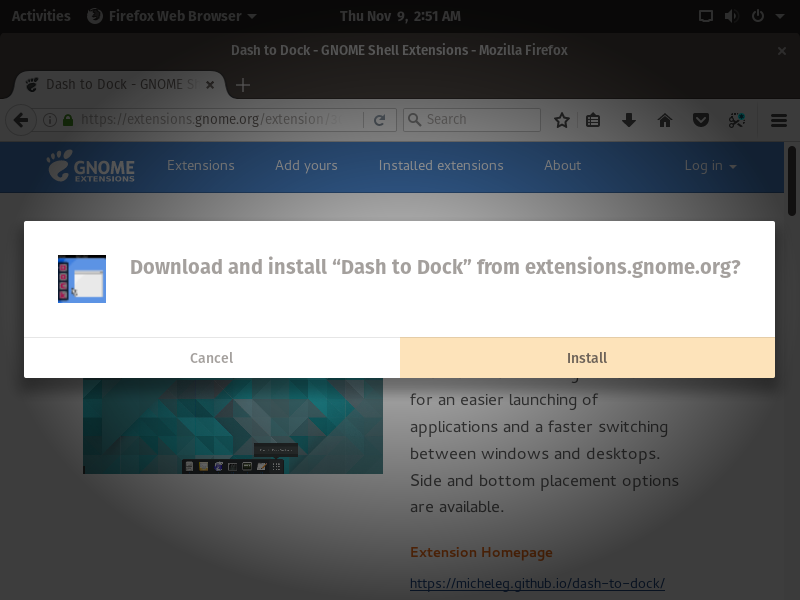 Activities Firefox Web Browser Thu Nov 9, 2:51 AM
Dash to Dock - GNOME Shell Extensions - Mozilla Firefox
Dash to Dock - GNOME S
https://extensions.gnome.org/extension/ Search
GNOME EXTENSIONS Extensions Add yours Installed extensions About Log in
Download and install “Dash to Dock” from extensions.gnome.org?
Cancel Install
for an easier launching of
applications and a faster switching
between windows and desktops.
Side and bottom placement options
are available.
Extension Homepage
https://micheleg.github.io/dash-to-dock/